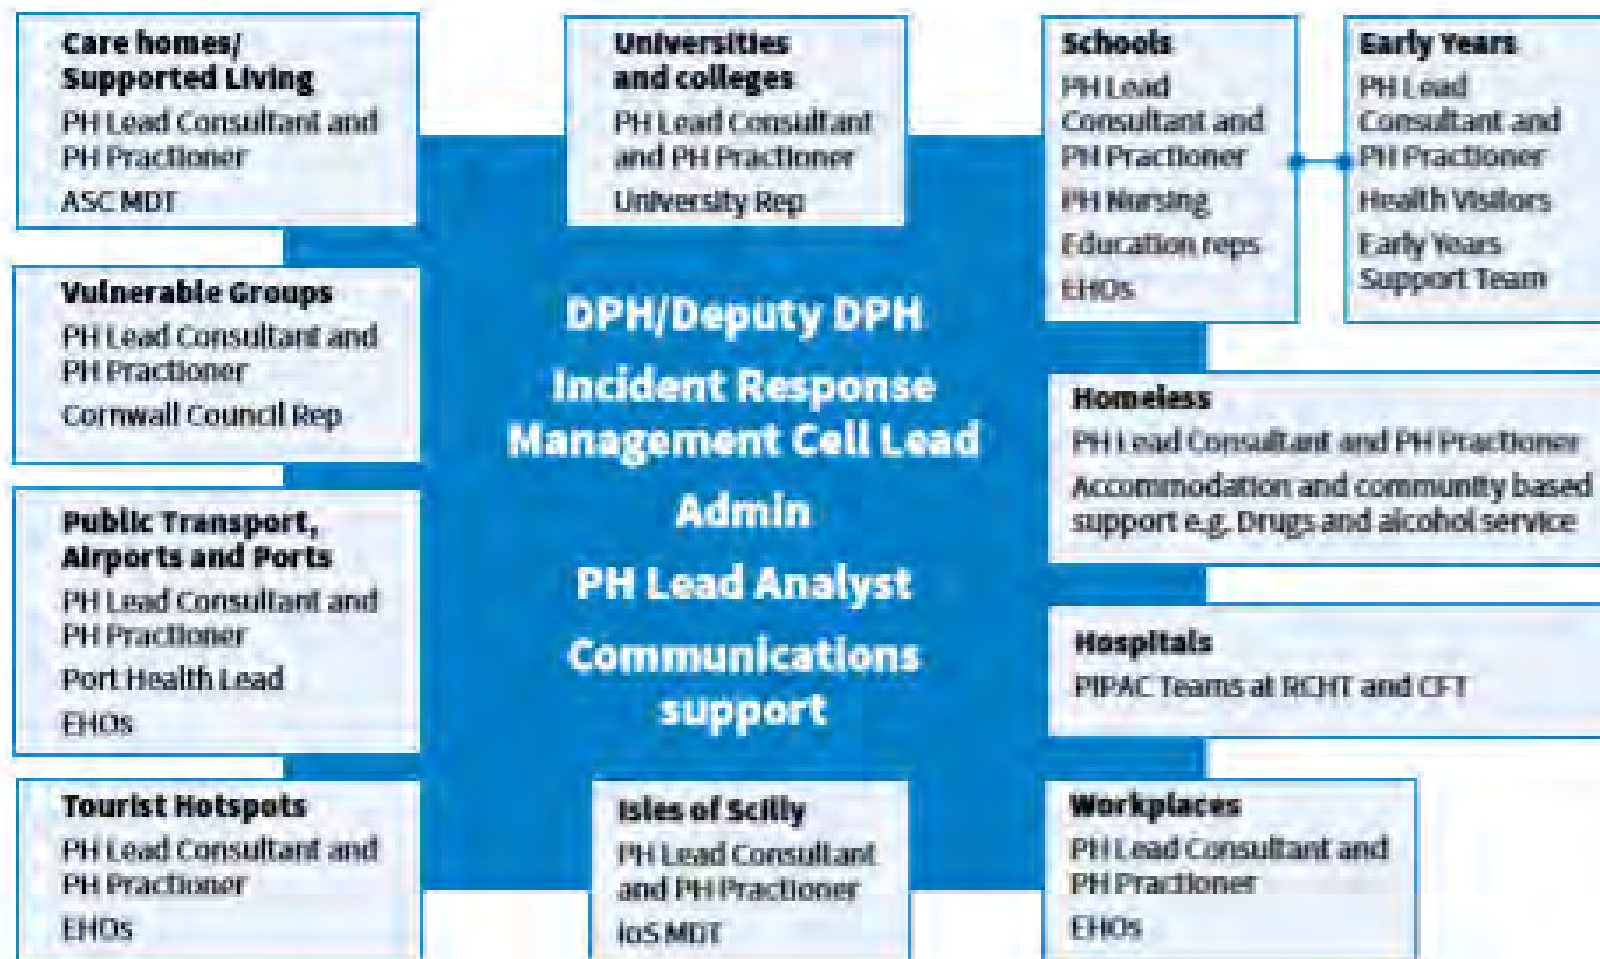 Care homes/
Supported Living
PH Lead Consultant and
PH Practioner
ASC MDT
Universities
and colleges
PH Lead Consultant
and PH Practioner
University Rep
Schools
PH Lead
Consultant and
PH Practioner
PH Nursing
Education reps
EHOs
Early Years
PH Lead
Consultant and
PH Practioner
Health Visitors
Early Years
Support Team
Vulnerable Groups
PH Lead Consultant and
PH Practioner
Cornwall Council Rep
DPH/Deputy DPH
Incident Response
Management Cell Lead
Admin
PH Lead Analyst
Communications
support
Homeless
PH Lead Consultant and PH Practioner
Accommodation and community based
support e.g. Drugs and alcohol service
Public Transport,
Airports and Ports
PH Lead Consultant and
PH Practioner
Port Health Lead
EHOs
Hospitals
PIPAC Teams at RCHT and CFT
Tourist Hotspots
PH Lead Consultant and
PH Practioner
EHOs
Isles of Scilly
PH Lead Consultant
and PH Practioner
IoS MDT
Workplaces
PH Lead Consultant and
PH Practioner
EHOs